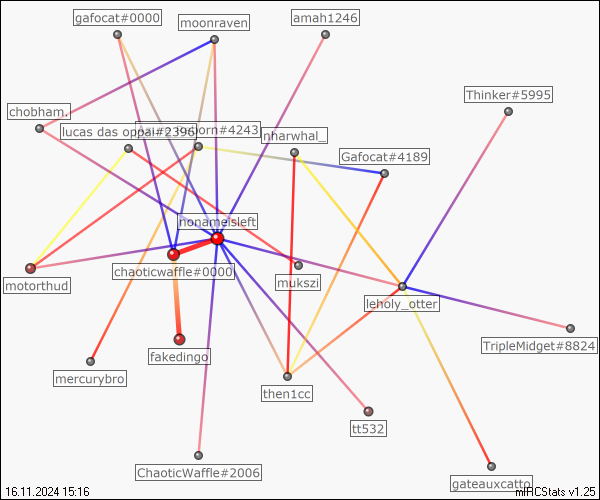 gafocat#0000
moonraven
amah1246
Thinker#5995
chobham.
lucas das oppai#2396
orn#4243
nharwhal_
Gafocat#4189
nonameisleft
chaoticwaffle#0000
motorthud
mukszi
leholy_otter
TripleMidget#8824
fakedingo
mercurybro
then1cc
tt532
ChaoticWaffle#2006
gateauxcatto
16.11.2024 15:16
mIRCStats v1.25